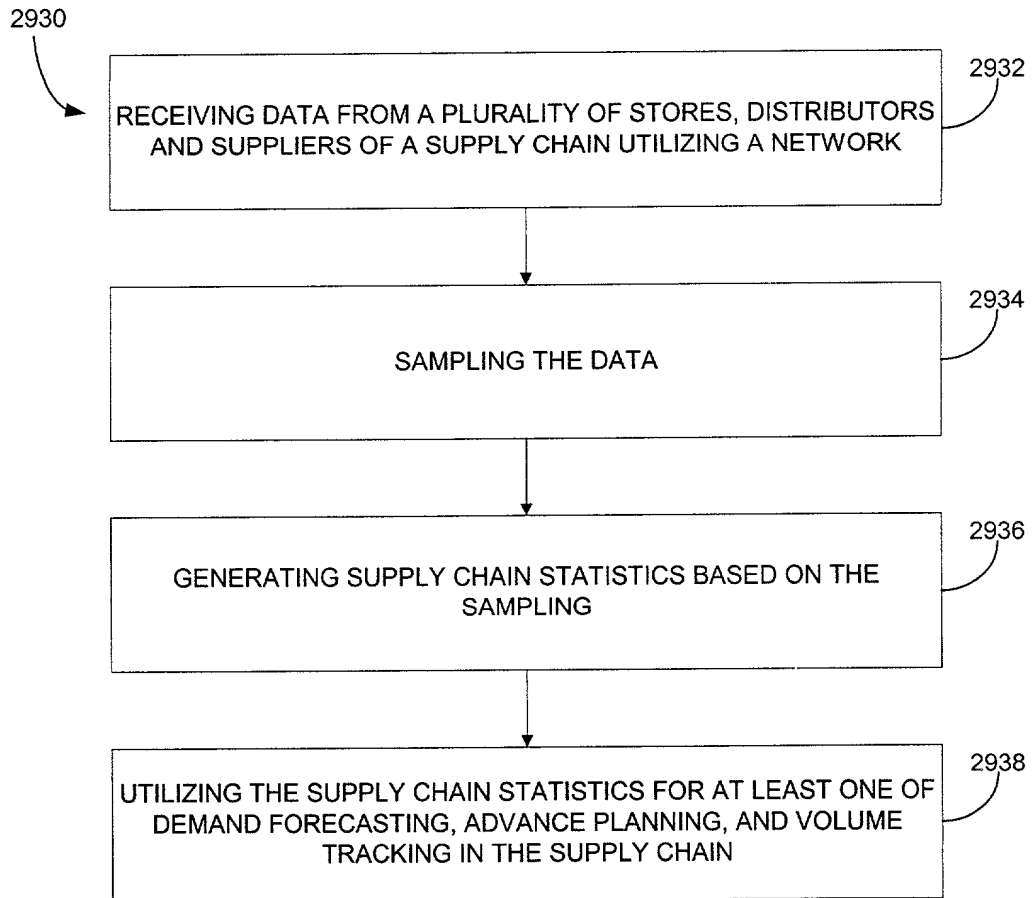 2930
2932
RECEIVING DATA FROM A PLURALITY OF STORES, DISTRIBUTORS
AND SUPPLIERS OF A SUPPLY CHAIN UTILIZING A NETWORK
2934
SAMPLING THE DATA
2936
GENERATING SUPPLY CHAIN STATISTICS BASED ON THE
SAMPLING
2938
UTILIZING THE SUPPLY CHAIN STATISTICS FOR AT LEAST ONE OF
DEMAND FORECASTING, ADVANCE PLANNING, AND VOLUME
TRACKING IN THE SUPPLY CHAIN